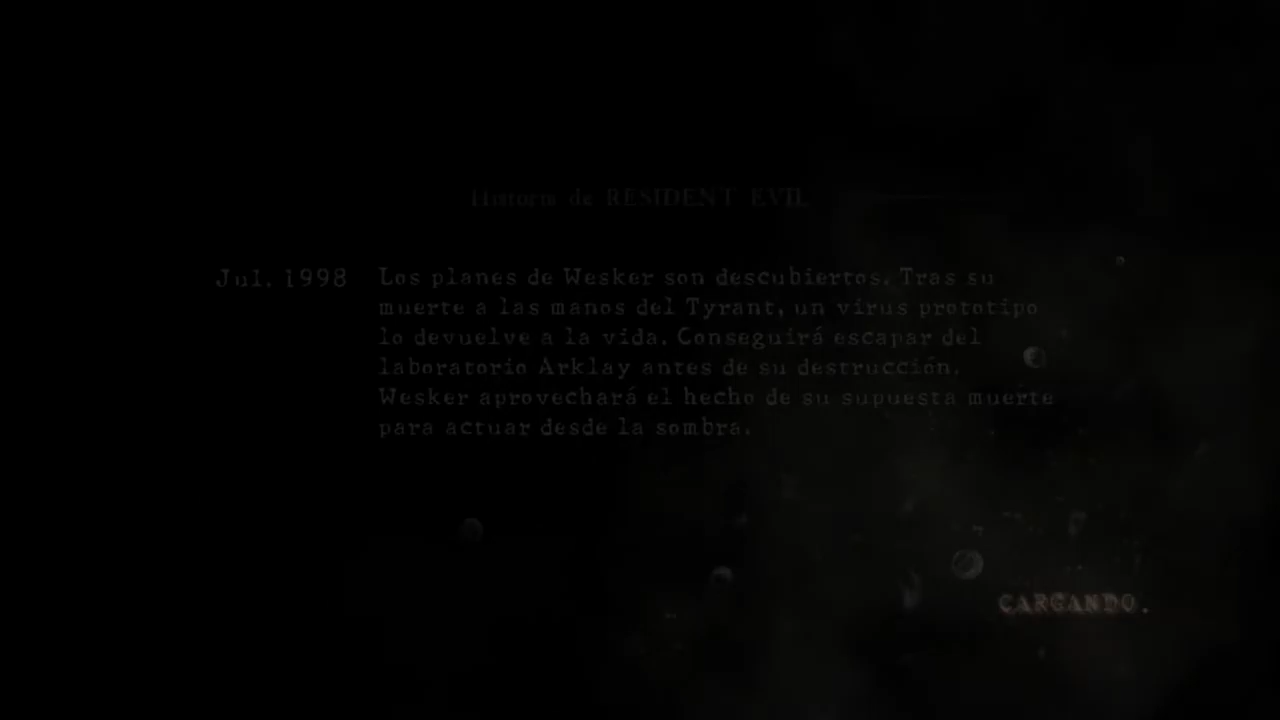 Historia de RESIDENT EVIL
Jul. 1998 Los planes de Wesker son descubiertos. Tras su
muerte a las manos del Tyrant, un virus prototipo
lo devuelve a la vida. Conseguirá escapar del
laboratorio Arklay antes de su destrucción.
Wesker aprovechará el hecho de su supuesta muerte
para actuar desde la sombra.
CARGANDO.